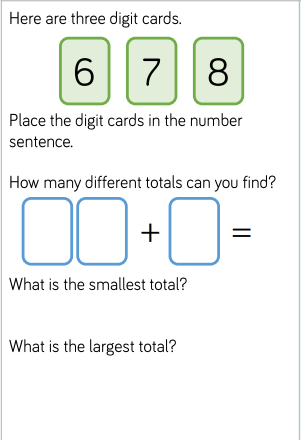 Here are three digit cards.
6 7 8
Place the digit cards in the number
sentence.
How many different totals can you find?
+ =
What is the smallest total?
What is the largest total?